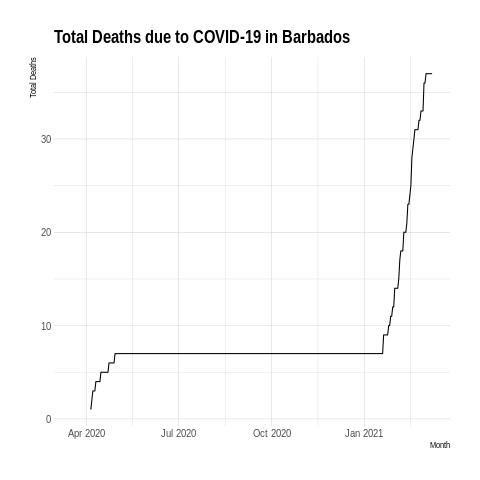 Total Deaths due to COVID-19 in Barbados
Total Deaths
30
20
10
0
Apr 2020 Jul 2020 Oct 2020 Jan 2021
Month